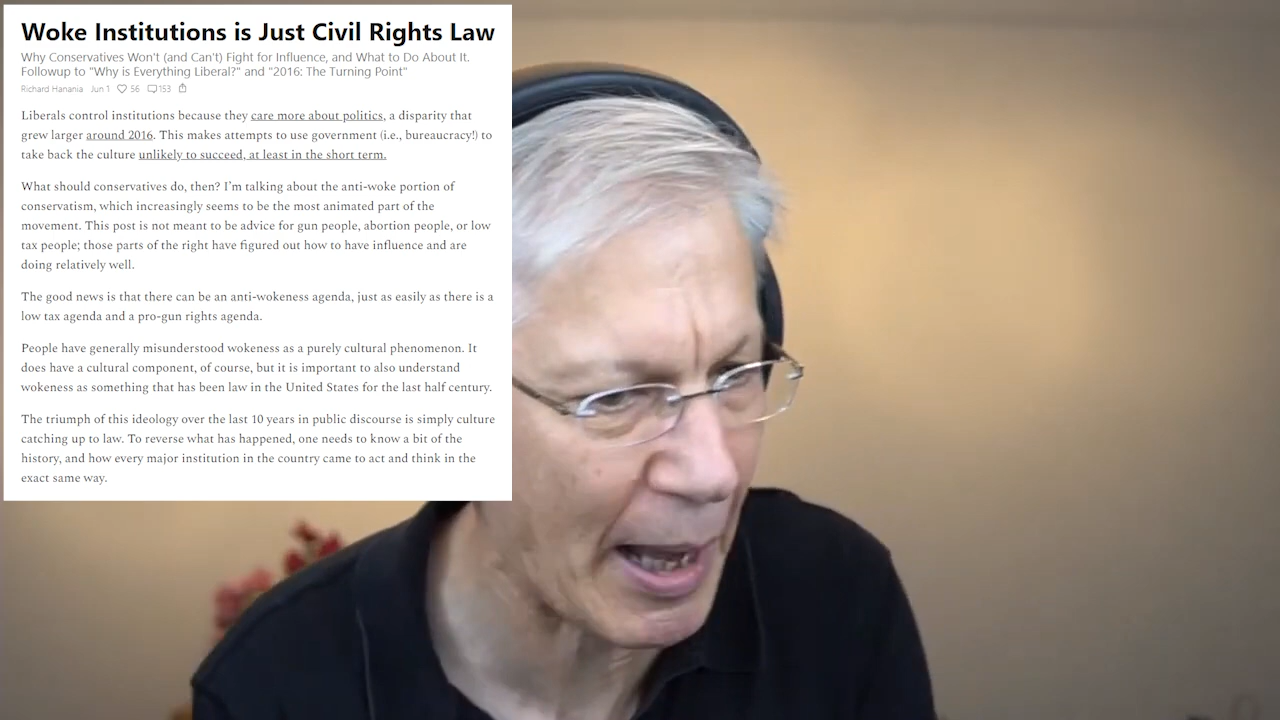 Woke Institutions is Just Civil Rights Law
Why Conservatives Won't (and Can't) Fight for Influence, and What to Do About It.
Followup to "Why is Everything Liberal?" and "2016: The Turning Point"
Richard Hanania Jun 1 56 153
Liberals control institutions because they care more about politics, a disparity that
grew larger around 2016. This makes attempts to use government (i.e., bureaucracy!) to
take back the culture unlikely to succeed, at least in the short term.
What should conservatives do, then? I'm talking about the anti-woke portion of
conservatism, which increasingly seems to be the most animated part of the
movement. This post is not meant to be advice for gun people, abortion people, or low
tax people; those parts of the right have figured out how to have influence and are
doing relatively well.
The good news is that there can be an anti-wokeness agenda, just as easily as there is a
low tax agenda and a pro-gun rights agenda.
People have generally misunderstood wokeness as a purely cultural phenomenon. It
does have a cultural component, of course, but it is important to also understand
wokeness as something that has been law in the United States for the last half century.
The triumph of this ideology over the last 10 years in public discourse is simply culture
catching up to law. To reverse what has happened, one needs to know a bit of the
history, and how every major institution in the country came to act and think in the
exact same way.